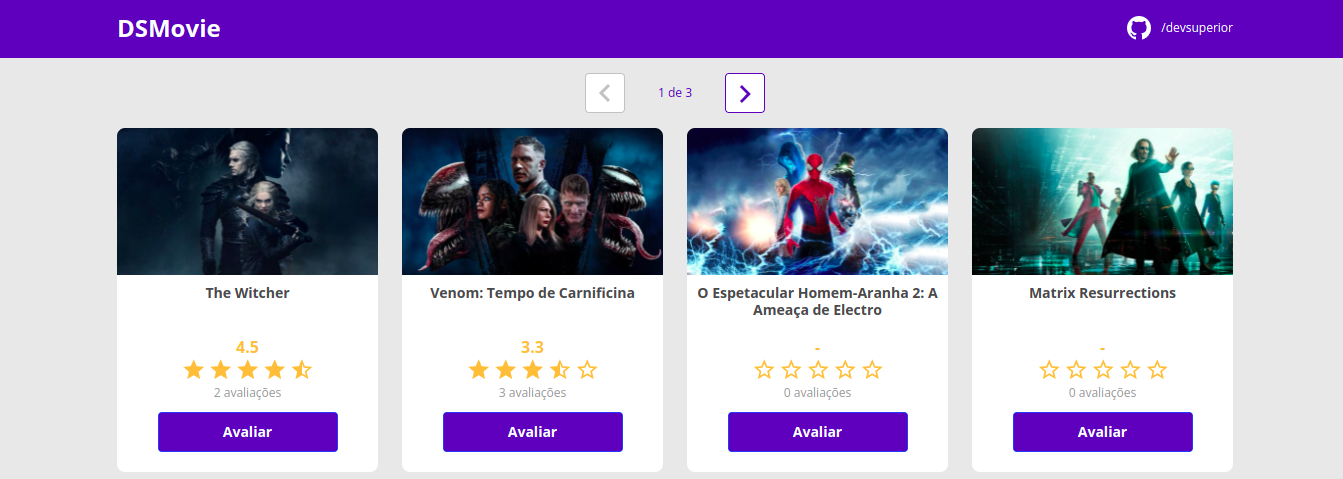 DSMovie
/devsuperior
1 de 3
The Witcher
4.5
2 avaliações
Avaliar
Venom: Tempo de Carnificina
3.3
3 avaliações
Avaliar
O Espetacular Homem-Aranha 2: A
Ameaça de Electro
-
0 avaliações
Avaliar
Matrix Resurrections
-
0 avaliações
Avaliar